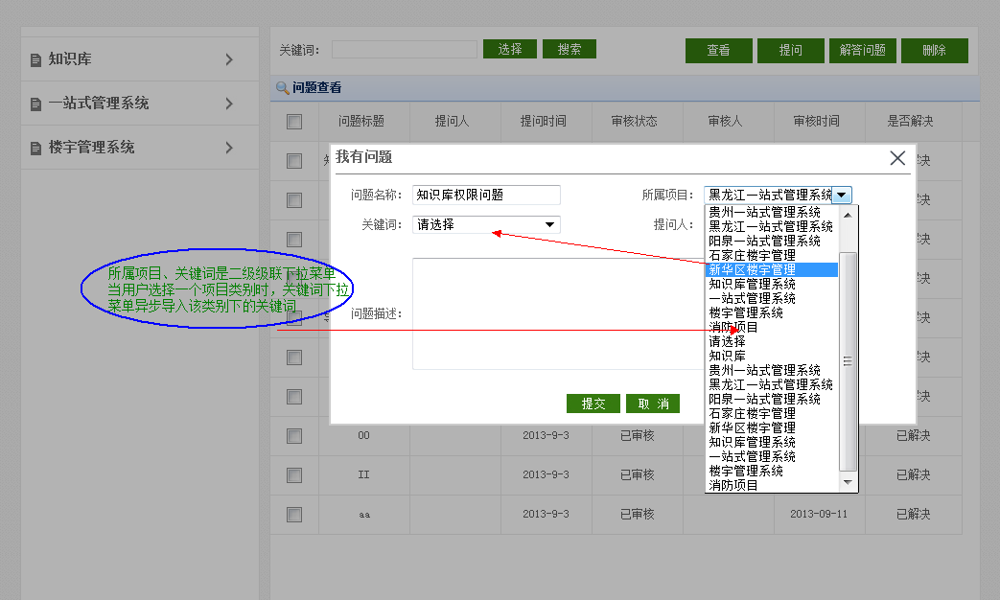 知识库
一站式管理系统
楼宇管理系统
关键词：
选择
搜索
查看
提问
解答问题
删除
问题查看
问题标题
提问人
提问时间
审核状态
审核人
审核时间
是否解决
我有问题
问题名称：
知识库权限问题
所属项目：
黑龙江一站式管理系统
关键词：
请选择
提问人：
问题描述：
提交
取 消
贵州一站式管理系统
黑龙江一站式管理系统
阳泉一站式管理系统
石家庄楼宇管理
新华区楼宇管理
知识库管理系统
一站式管理系统
楼宇管理系统
消防项目
请选择
知识库
贵州一站式管理系统
黑龙江一站式管理系统
阳泉一站式管理系统
石家庄楼宇管理
新华区楼宇管理
知识库管理系统
一站式管理系统
楼宇管理系统
消防项目
所属项目、关键词是二级级联下拉菜单
当用户选择一个项目类别时，关键词下拉
菜单异步导入该类别下的关键词
决
决
决
决
决
决
决
00 2013-9-3 已审核 已解决
II 2013-9-3 已审核 已解决
aa 2013-9-3 已审核 2013-09-11 已解决